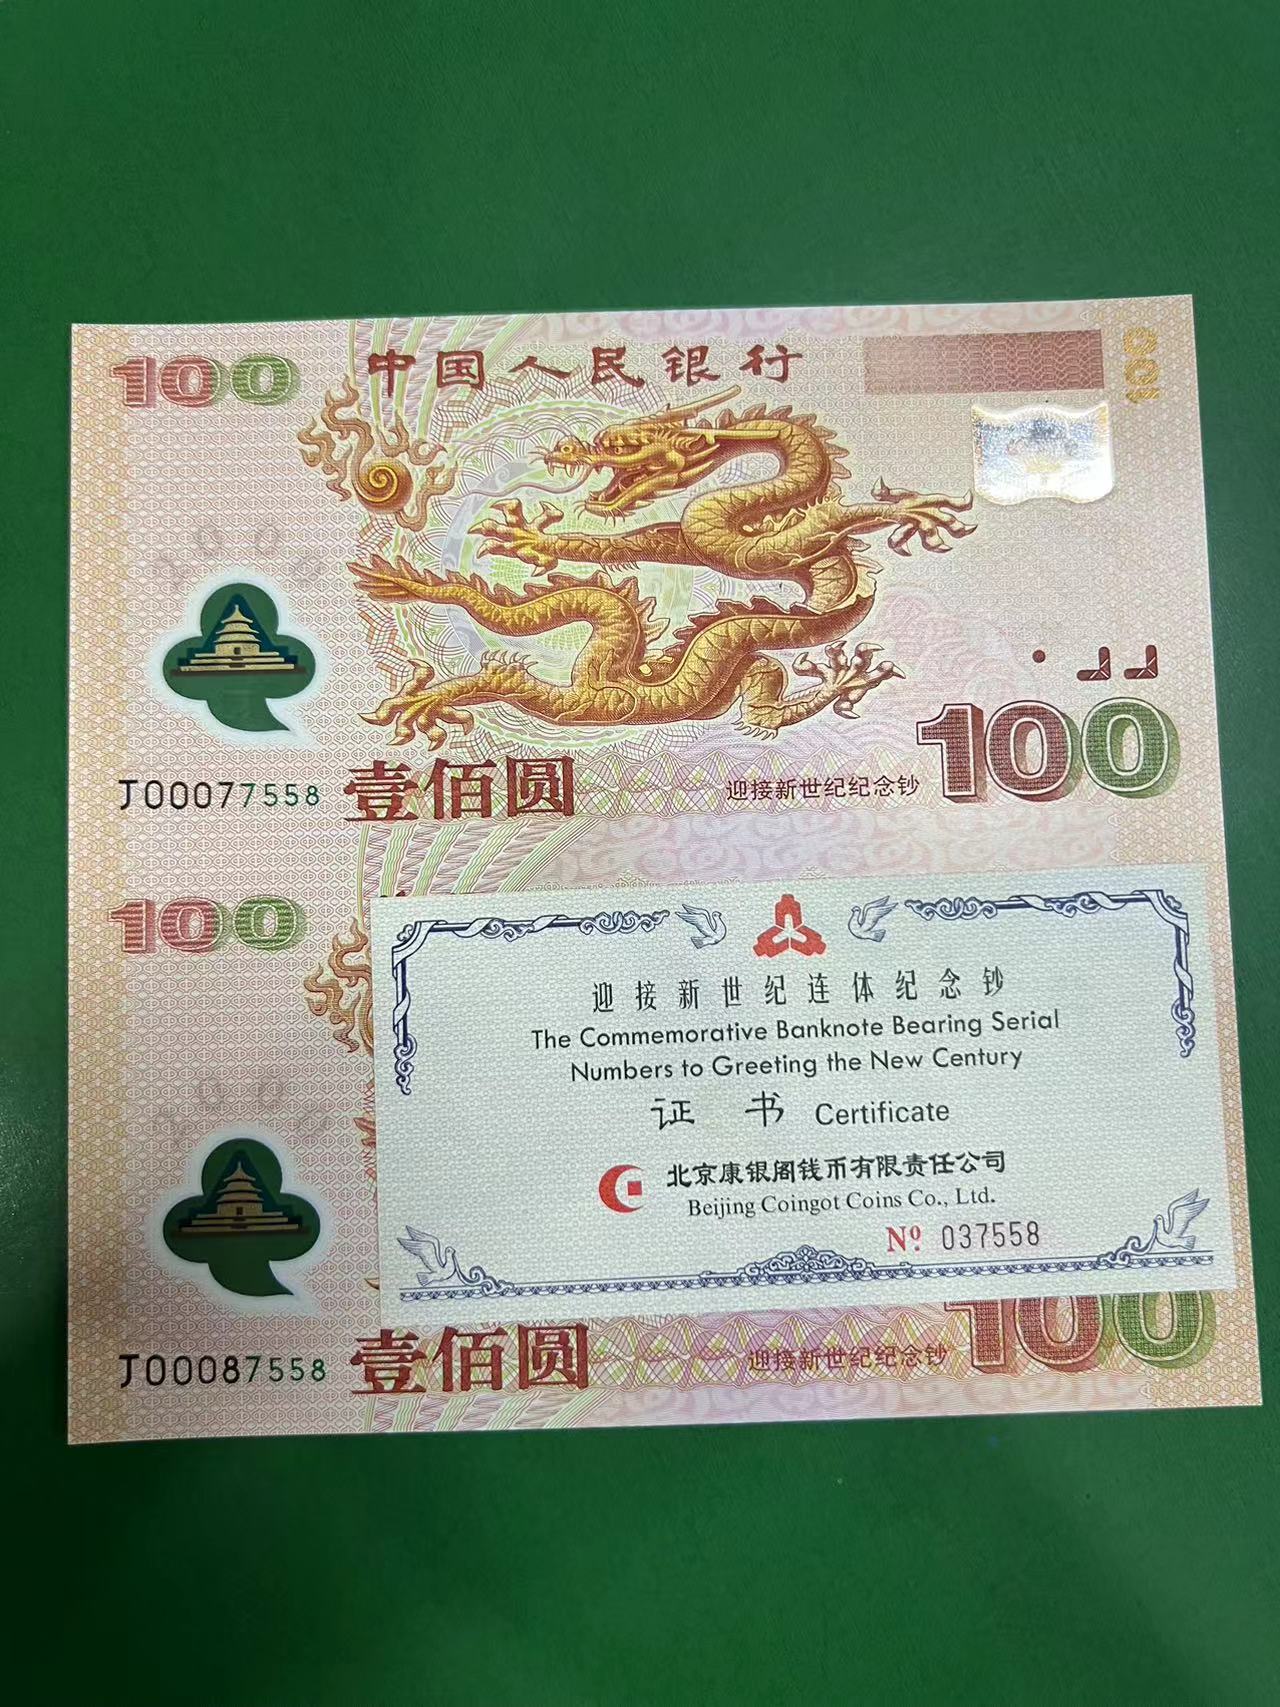 100
中国人民银行
100
J00077558
壹佰圆
迎接新世纪纪念钞
100
100
迎接新世纪连体纪念钞
The Commemorative Banknote Bearing Serial
Numbers to Greeting the New Century
证书 Certificate
北京康银阁钱币有限责任公司
Beijing Coingot Coins Co., Ltd.
Nº 037558
J00087558
壹佰圆
迎接新世纪纪念钞
100